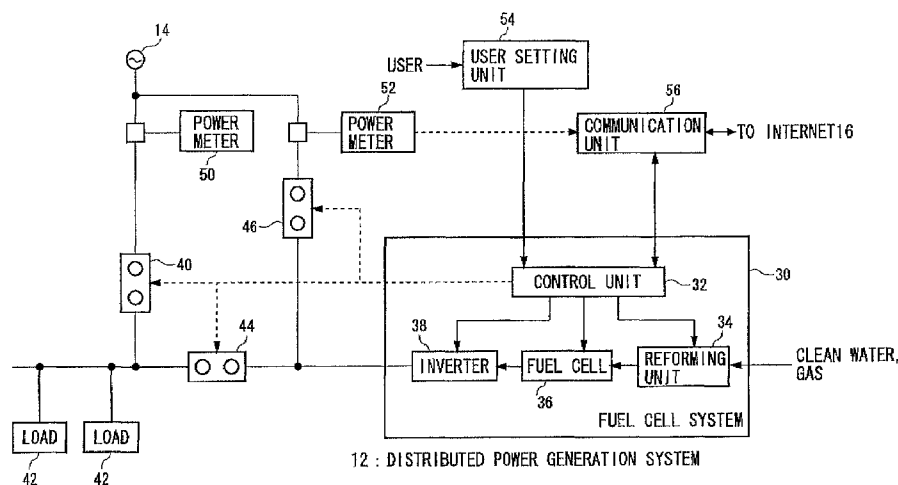 14
54
USER
USER SETTING
UNIT
52
56
POWER
METER
50
POWER
METER
COMMUNICATION
UNIT
TO INTERNET16
46
40
30
CONTROL UNIT
32
44
38
34
INVERTER
FUEL CELL
36
REFORMING
UNIT
CLEAN WATER,
GAS
FUEL CELL SYSTEM
LOAD
42
LOAD
42
12 : DISTRIBUTED POWER GENERATION SYSTEM